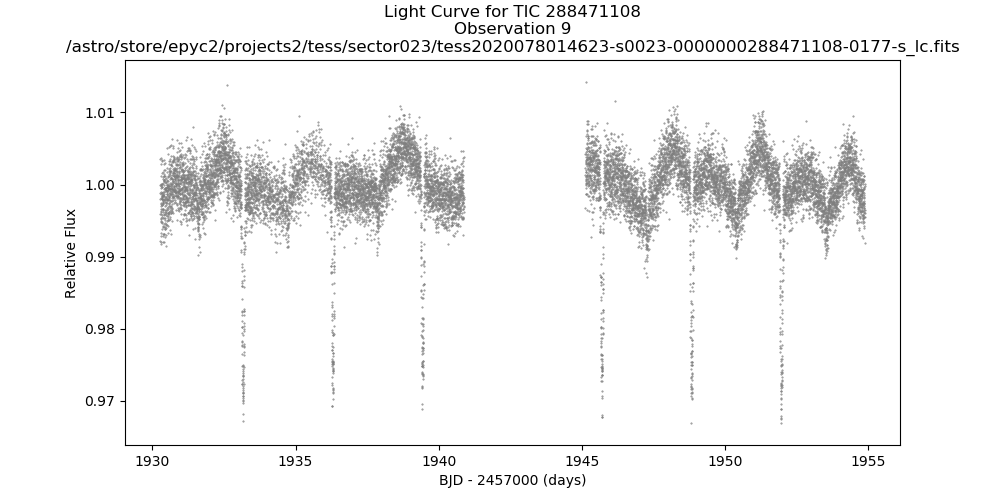 Light Curve for TIC 288471108
Observation 9
/astro/store/epyc2/projects2/tess/sector023/tess2020078014623-s0023-0000000288471108-0177-s_lc.fits
Relative Flux
1.01
1.00
0.99
0.98
0.97
1930 1935 1940 1945 1950 1955
BJD - 2457000 (days)